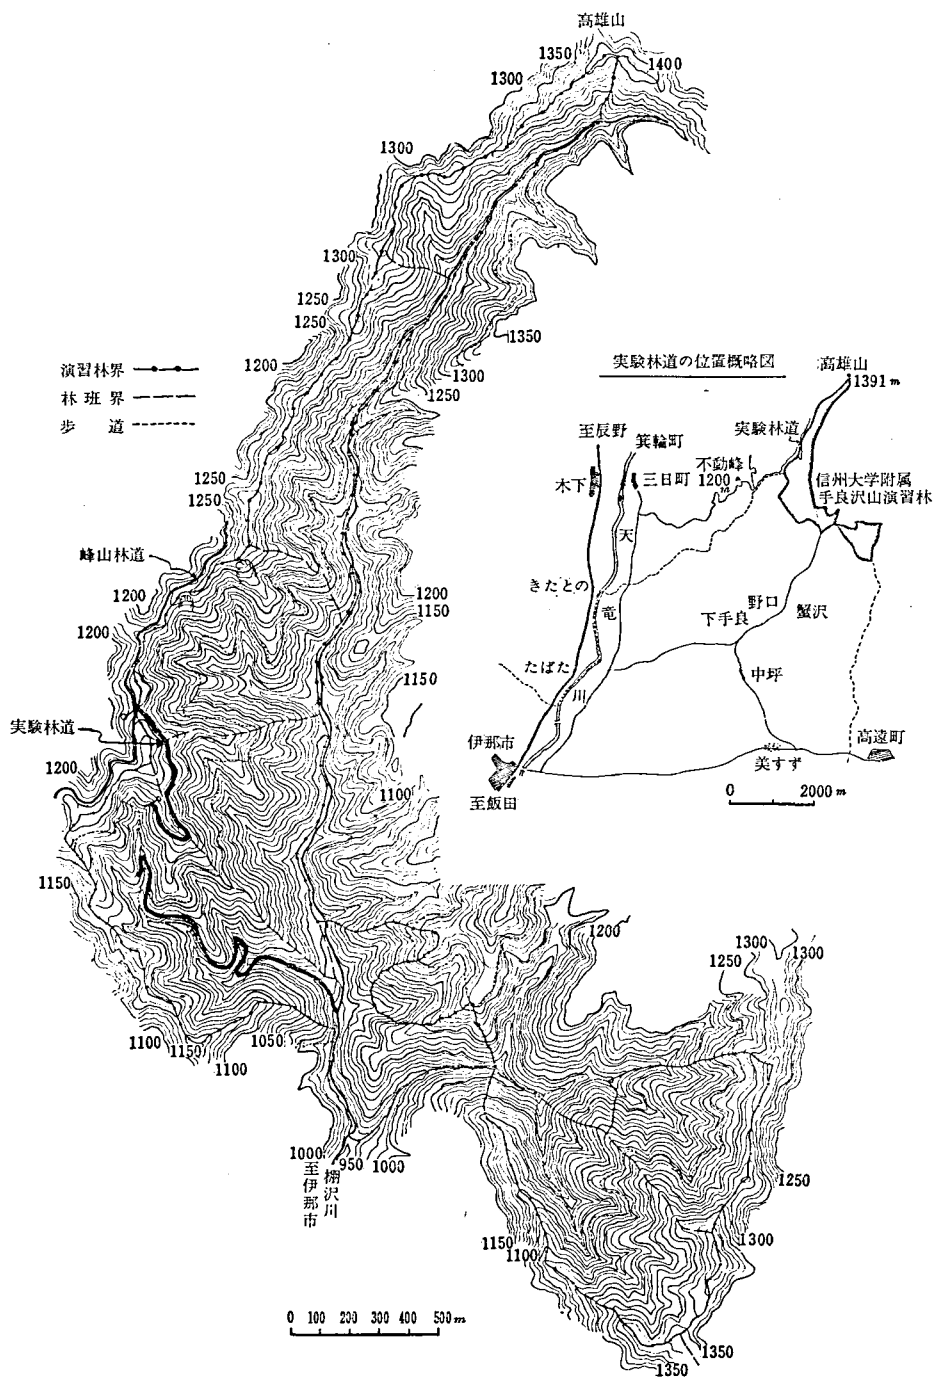 高雄山
1350
1400
1300
1300
1300
1250
1250
1200
1350
1300
1250
演習林界
林班界
歩道
1250
1250
峰山林道
1200
1200
1200
1150
1150
実験林道
1200
1100
1150
1200
1300
1250
1300
1100
1150
1050
1100
1000
950
1000
至伊那市
棚沢川
1250
1150
1100
1300
1350
1350
0 100 200 300 400 500m
実験林道の位置概略図
高雄山
1391m
実験林道
至辰野
箕輪町
不動峰
1200m
三日町
木下
信州大学附属
手良沢山演習林
天竜川
きたとの
野口
下手良
蟹沢
たばた
中坪
伊那市
高遠町
美すず
至飯田
0 2000m